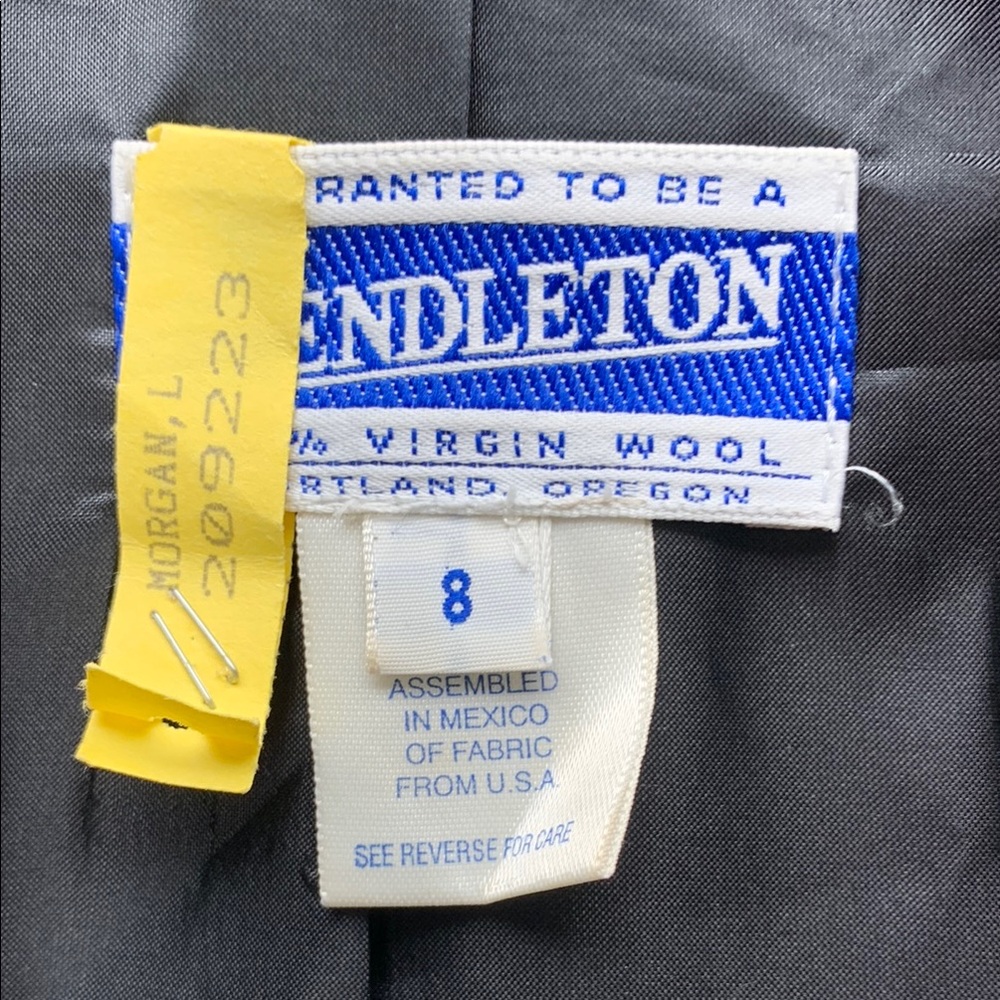 RANTED TO BE A
ENDLETON
% VIRGIN WOOL
RTLAND, OREGON
MORGAN, L
209223
8
ASSEMBLED
IN MEXICO
OF FABRIC
FROM U.S.A.
SEE REVERSE FOR CARE